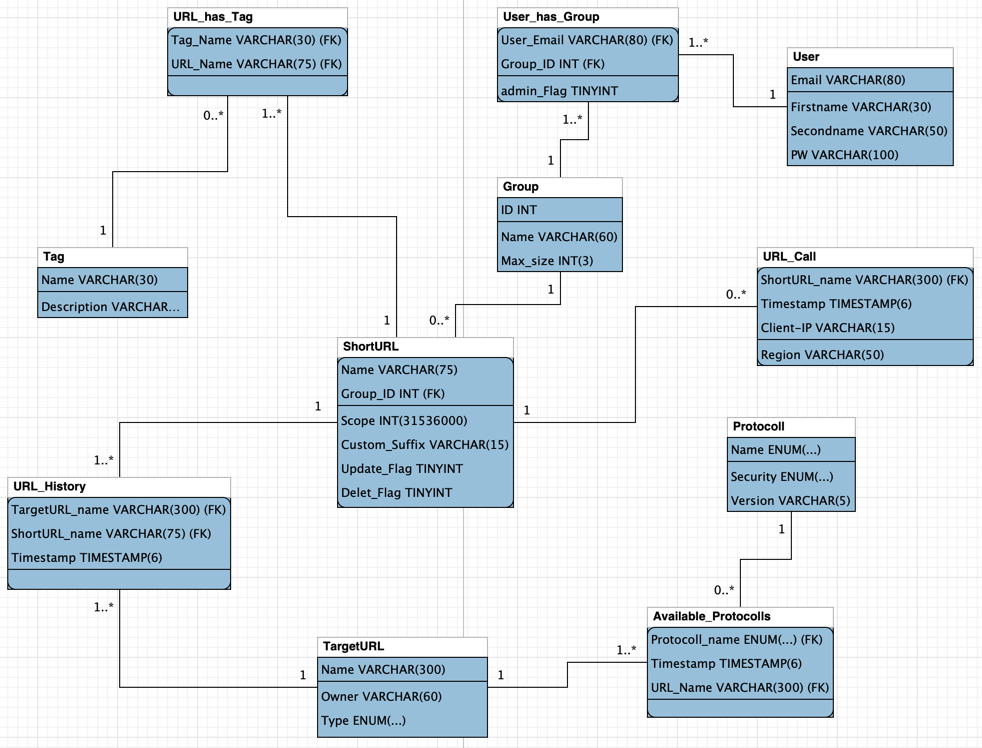 URL_has_Tag
Tag_Name VARCHAR(30) (FK)
URL_Name VARCHAR(75) (FK)
0..*
1..*
User_has_Group
User_Email VARCHAR(80) (FK)
Group_ID INT (FK)
admin_Flag TINYINT
1..*
1..*
1
User
Email VARCHAR(80)
Firstname VARCHAR(30)
Secondname VARCHAR(50)
PW VARCHAR(100)
1
Group
ID INT
Name VARCHAR(60)
Max_size INT(3)
1
1
Tag
Name VARCHAR(30)
Description VARCHAR...
URL_Call
ShortURL_name VARCHAR(300) (FK)
Timestamp TIMESTAMP(6)
Client-IP VARCHAR(15)
Region VARCHAR(50)
0..*
1
0..*
ShortURL
Name VARCHAR(75)
Group_ID INT (FK)
Scope INT(31536000)
Custom_Suffix VARCHAR(15)
Update_Flag TINYINT
Delet_Flag TINYINT
1
1
1..*
Protocoll
Name ENUM(...)
Security ENUM(...)
Version VARCHAR(5)
1
0..*
URL_History
TargetURL_name VARCHAR(300) (FK)
ShortURL_name VARCHAR(75) (FK)
Timestamp TIMESTAMP(6)
1..*
1
TargetURL
Name VARCHAR(300)
Owner VARCHAR(60)
Type ENUM(...)
1
1..*
Available_Protocolls
Protocoll_name ENUM(...) (FK)
Timestamp TIMESTAMP(6)
URL_Name VARCHAR(300) (FK)